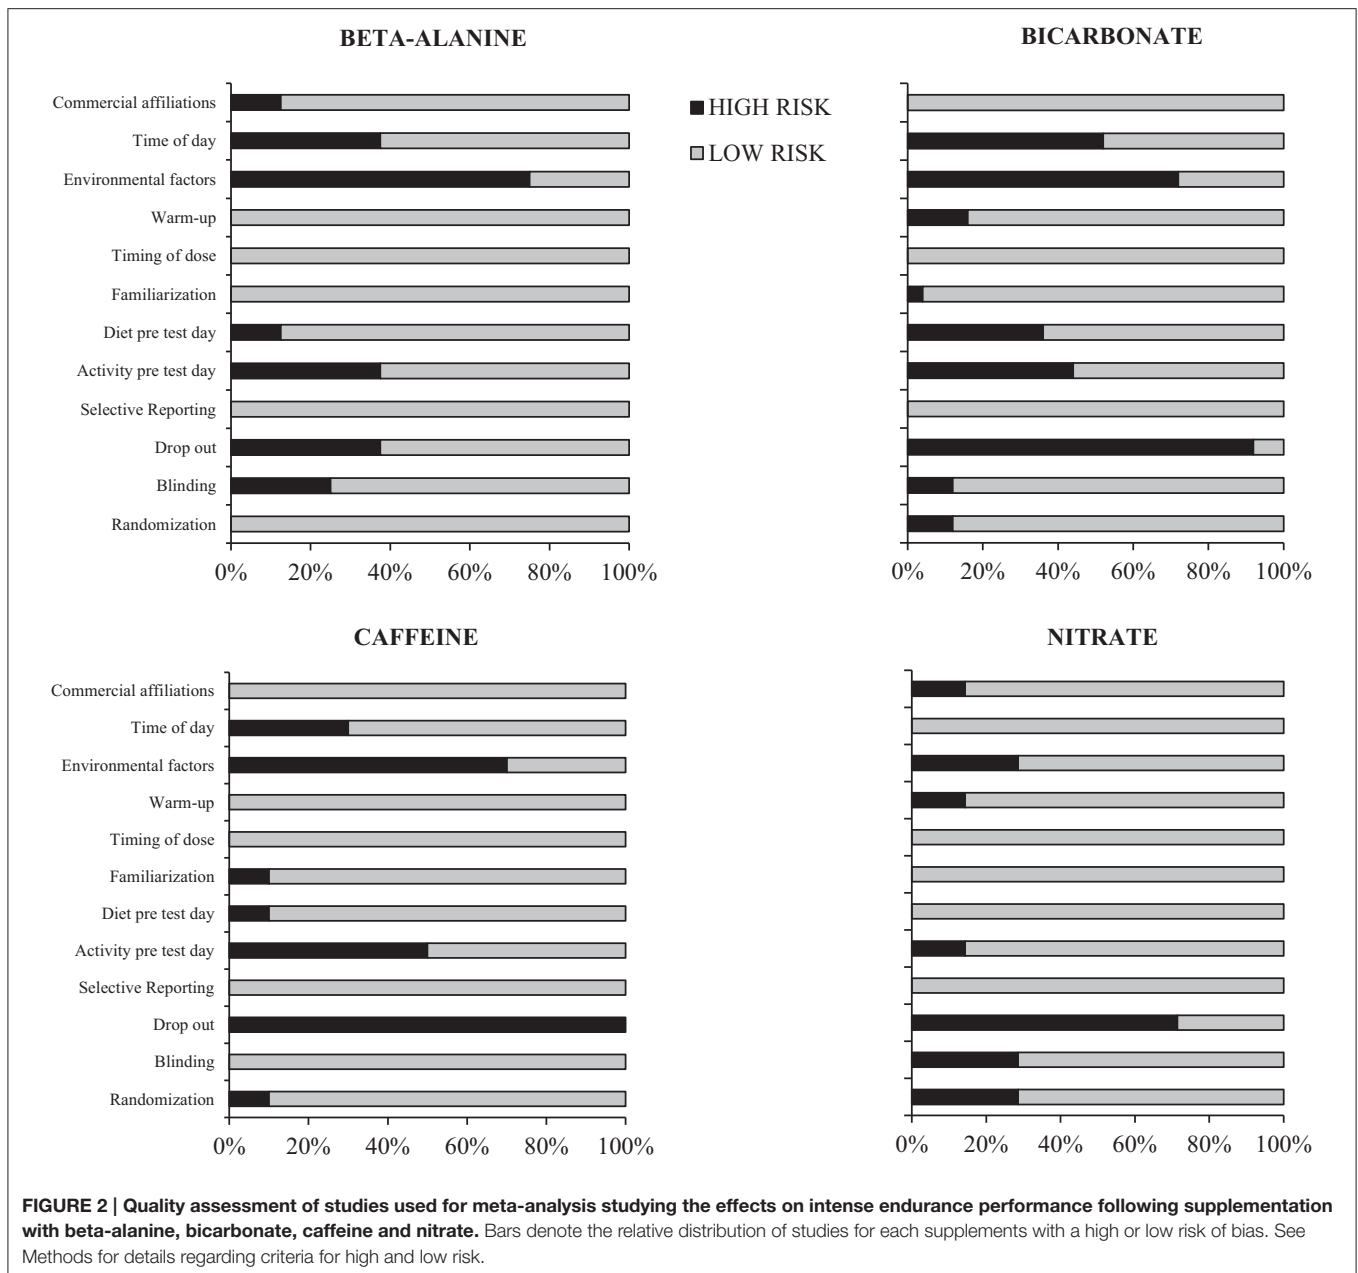 BETA-ALANINE
Commercial affiliations
Time of day
Environmental factors
Warm-up
Timing of dose
Familiarization
Diet pre test day
Activity pre test day
Selective Reporting
Drop out
Blinding
Randomization
0% 20% 40% 60% 80% 100%
HIGH RISK
LOW RISK
BICARBONATE
0% 20% 40% 60% 80% 100%
CAFFEINE
Commercial affiliations
Time of day
Environmental factors
Warm-up
Timing of dose
Familiarization
Diet pre test day
Activity pre test day
Selective Reporting
Drop out
Blinding
Randomization
0% 20% 40% 60% 80% 100%
NITRATE
0% 20% 40% 60% 80% 100%
FIGURE 2 | Quality assessment of studies used for meta-analysis studying the effects on intense endurance performance following supplementation
with beta-alanine, bicarbonate, caffeine and nitrate. Bars denote the relative distribution of studies for each supplements with a high or low risk of bias. See
Methods for details regarding criteria for high and low risk.